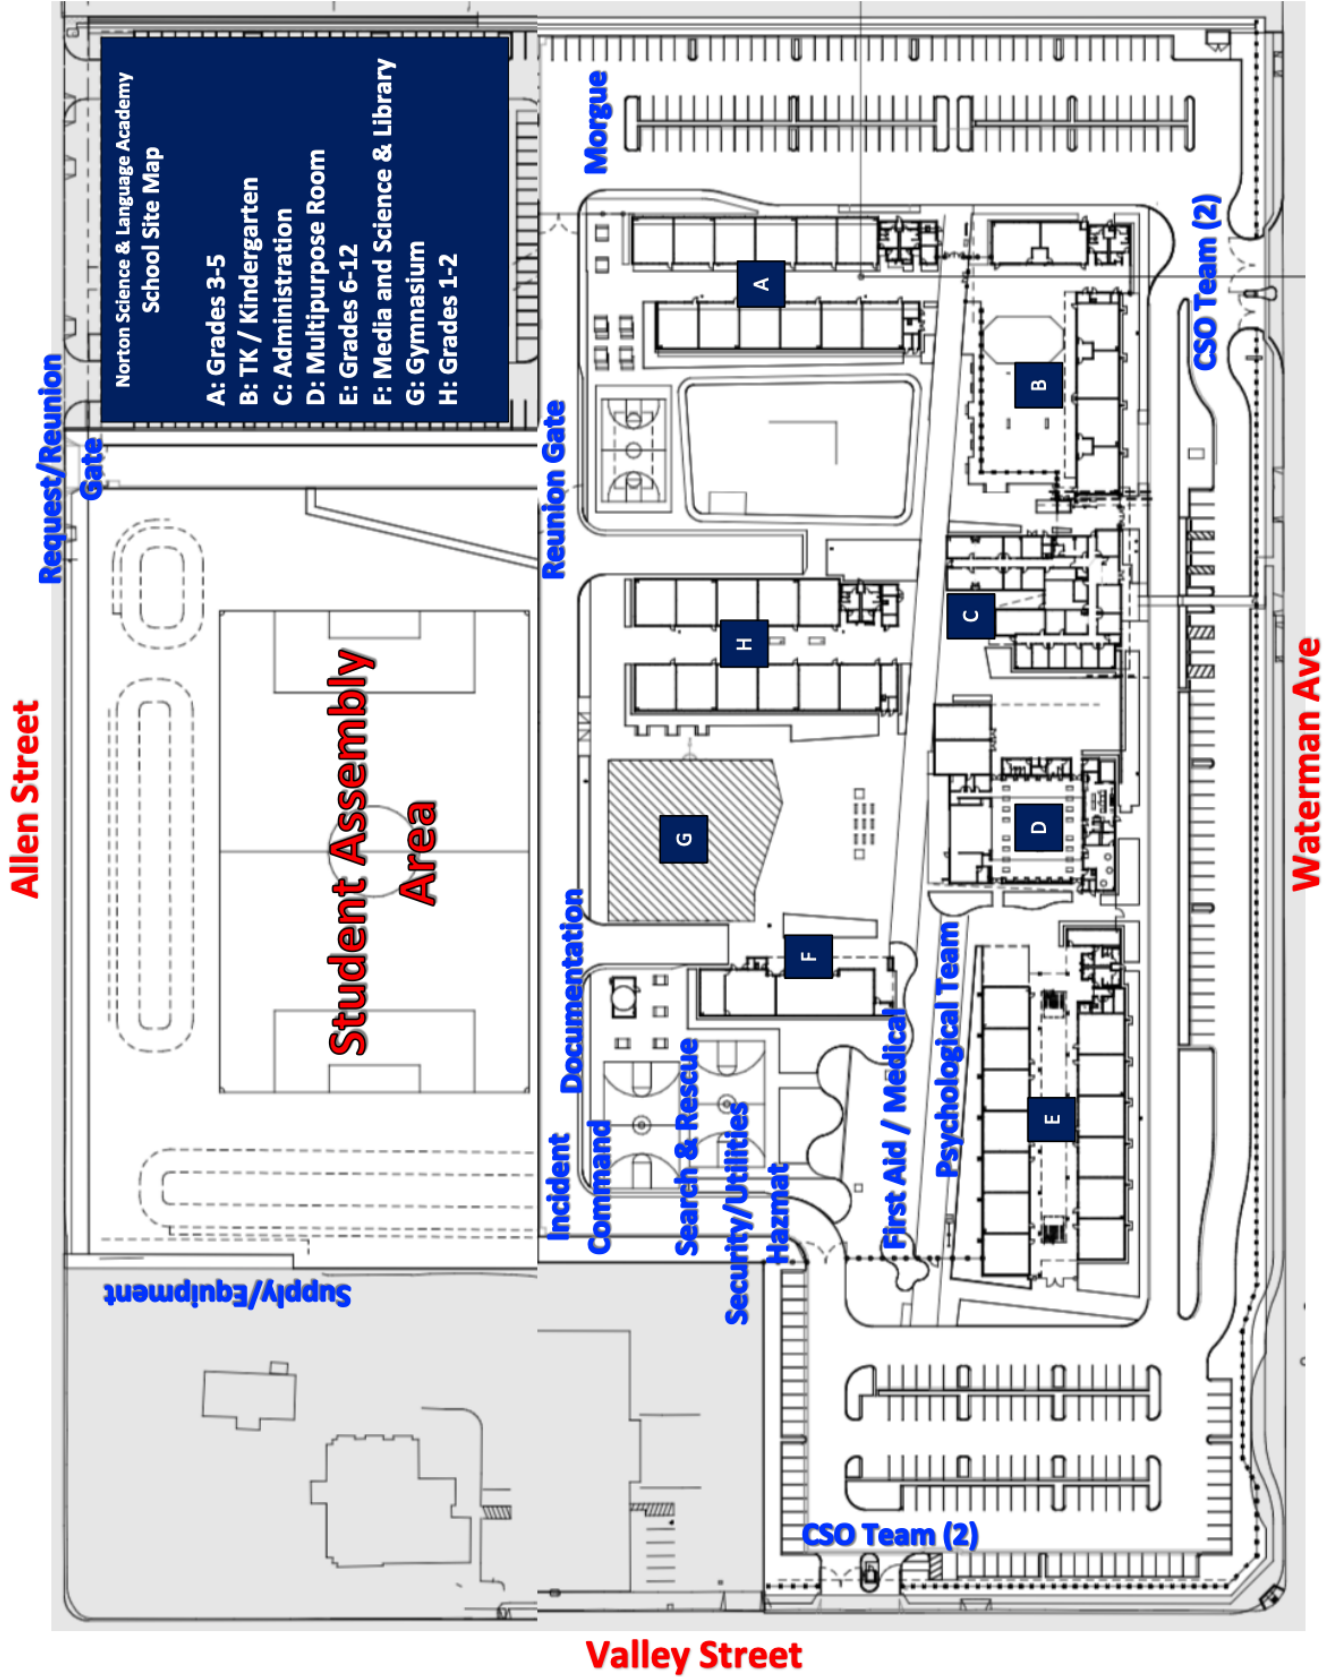 Norton Science & Language Academy
School Site Map
A: Grades 3-5
B: TK / Kindergarten
C: Administration
D: Multipurpose Room
E: Grades 6-12
F: Media and Science & Library
G: Gymnasium
H: Grades 1-2
Morgue
CSO Team (2)
Request/Reunion
Gate
Reunion Gate
A
B
C
H
Allen Street
Student Assembly
Area
Waterman Ave
G
D
F
Documentation
Psychological Team
First Aid / Medical
E
Incident
Command
Search & Rescue
Security/Utilities
Hazmat
Supply/Equipment
CSO Team (2)
Valley Street